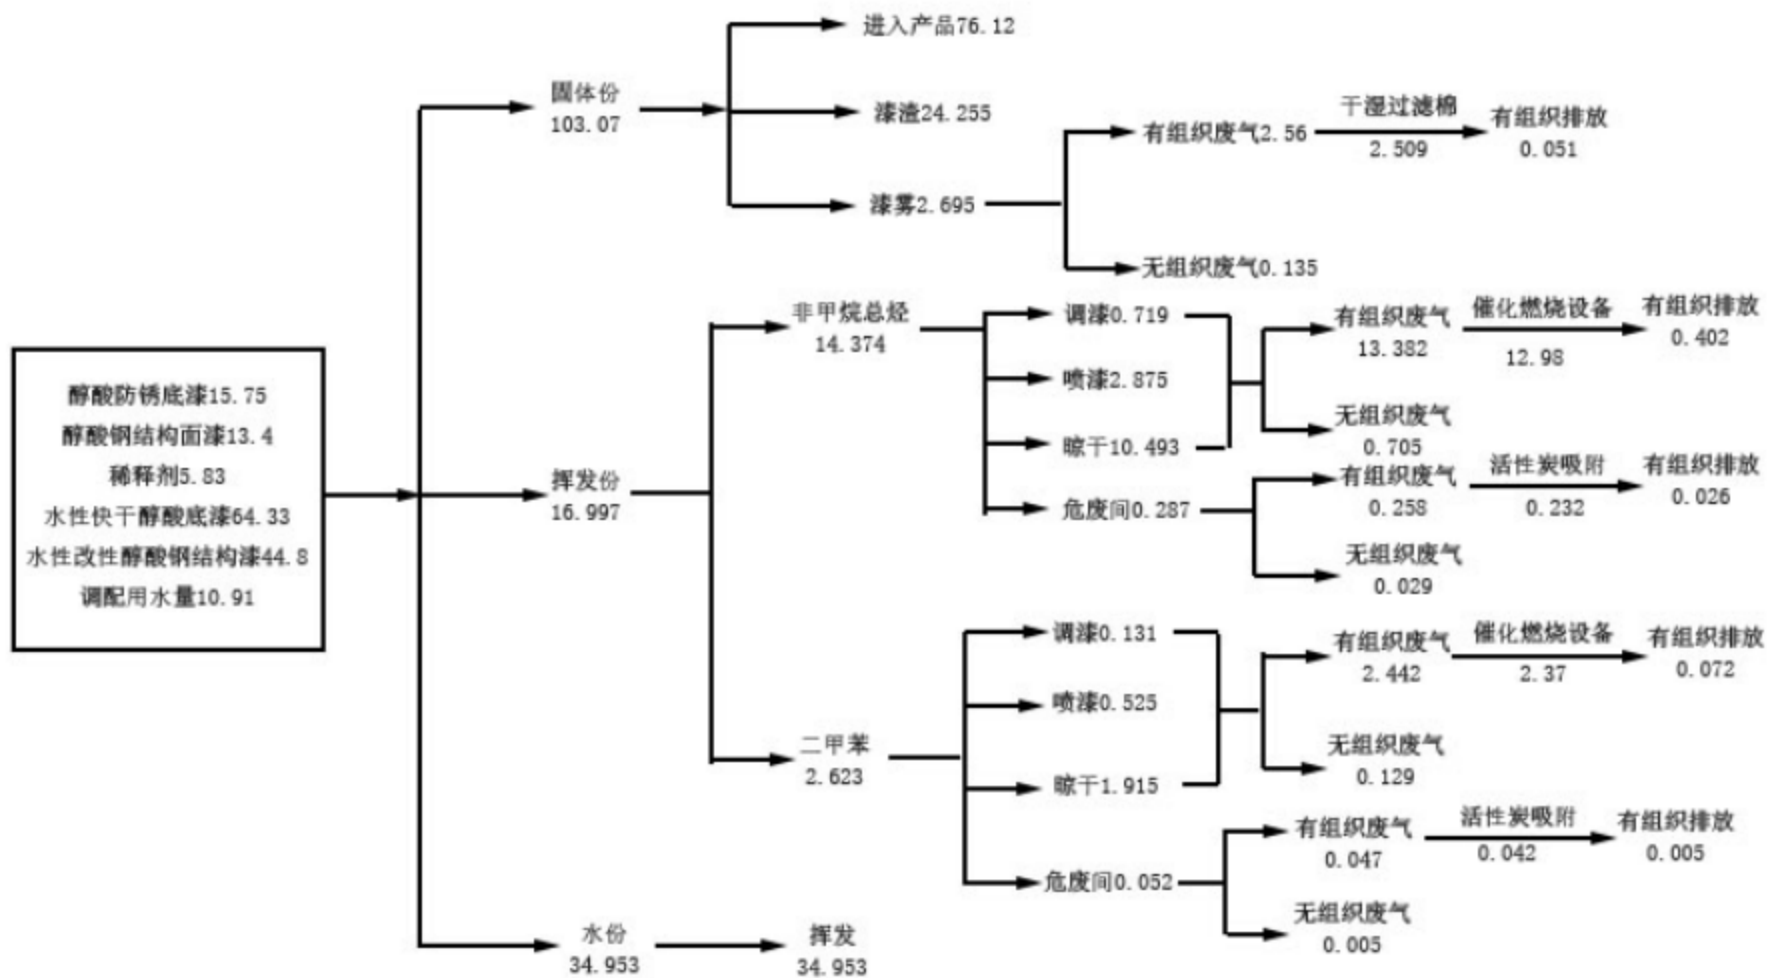 进入产品76.12
固体份
103.07
漆渣24.255
漆雾2.695
有组织废气2.56
干湿过滤棉
2.509
有组织排放
0.051
无组织废气0.135
醇酸防锈底漆15.75
醇酸钢结构面漆13.4
稀释剂5.83
水性快干醇酸底漆64.33
水性改性醇酸钢结构漆44.8
调配用水量10.91
挥发份
16.997
非甲烷总烃
14.374
调漆0.719
喷漆2.875
晾干10.493
危废间0.287
有组织废气
13.382
催化燃烧设备
12.98
有组织排放
0.402
无组织废气
0.705
有组织废气
0.258
活性炭吸附
0.232
有组织排放
0.026
无组织废气
0.029
二甲苯
2.623
调漆0.131
喷漆0.525
晾干1.915
危废间0.052
有组织废气
2.442
催化燃烧设备
2.37
有组织排放
0.072
无组织废气
0.129
有组织废气
0.047
活性炭吸附
0.042
有组织排放
0.005
无组织废气
0.005
水份
34.953
挥发
34.953